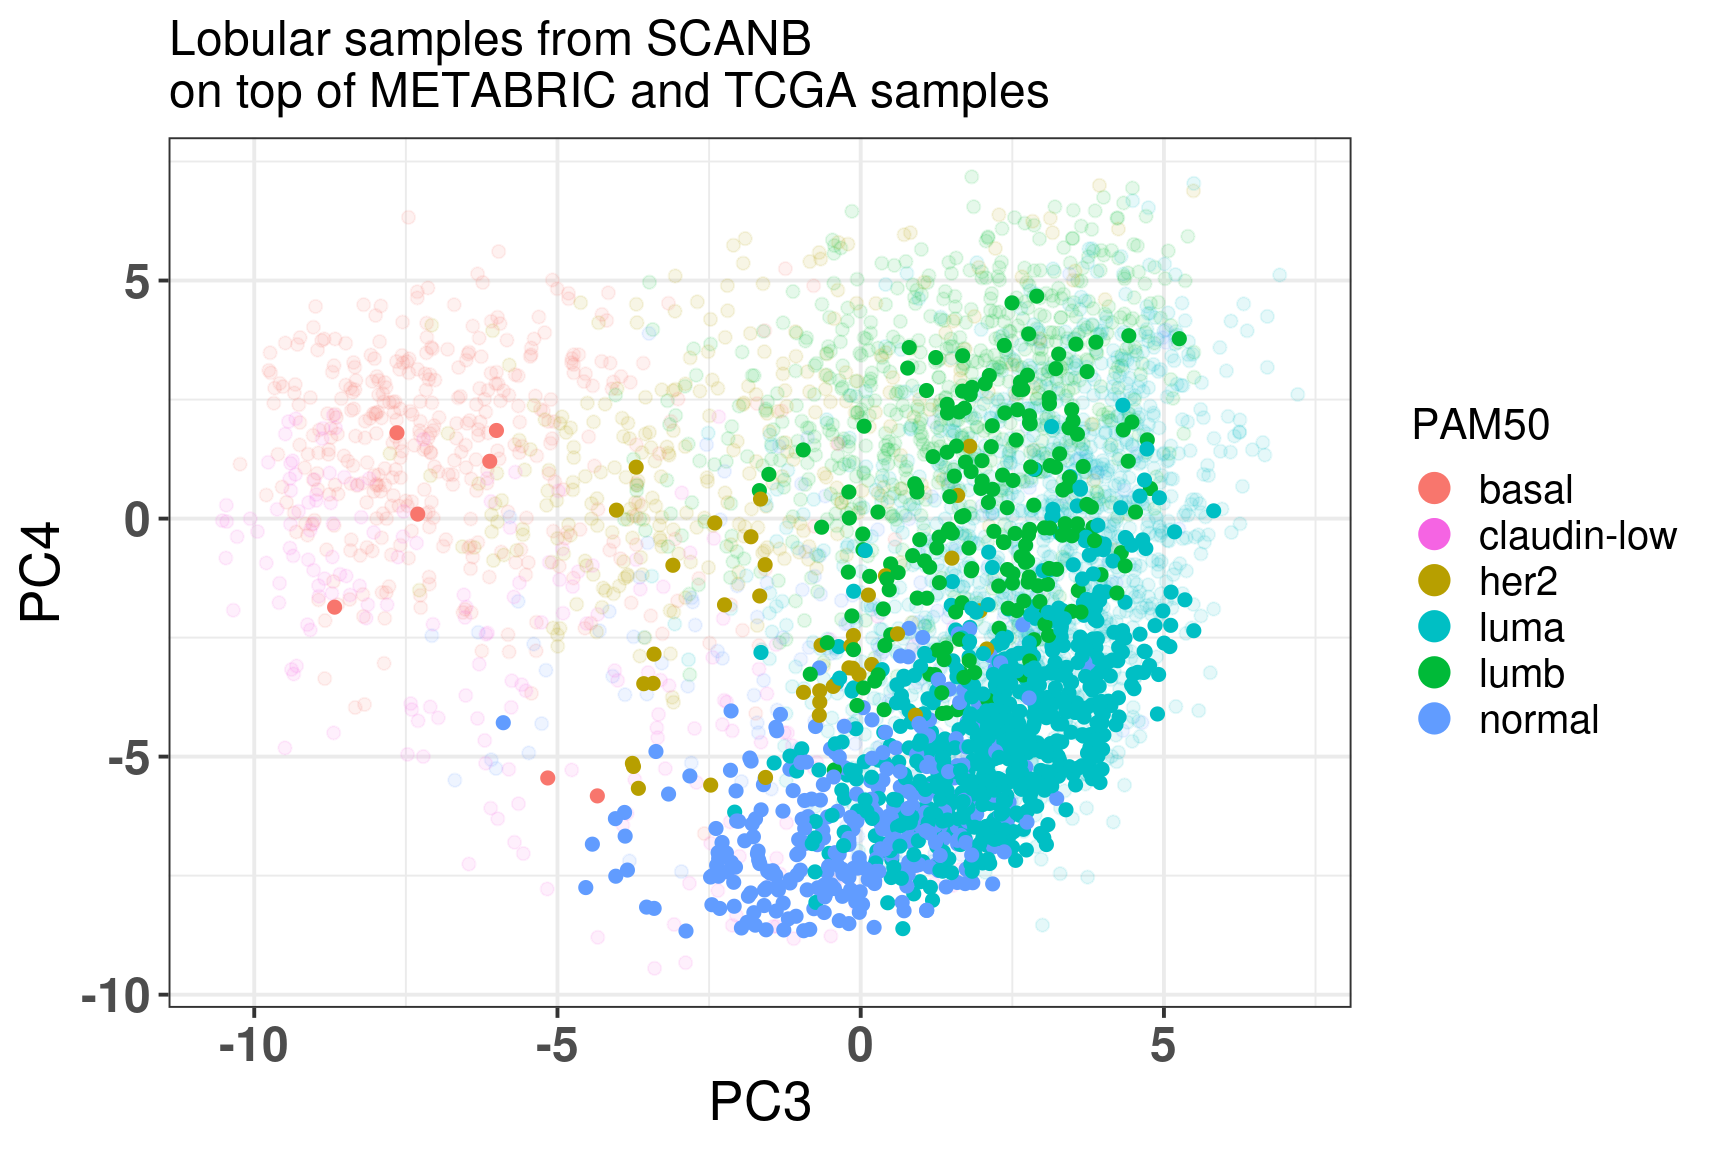 Lobular samples from SCANB
on top of METABRIC and TCGA samples
5
0
-5
-10
PC4
-10
-5
0
5
PC3
PAM50
basal
claudin-low
her2
luma
lumb
normal